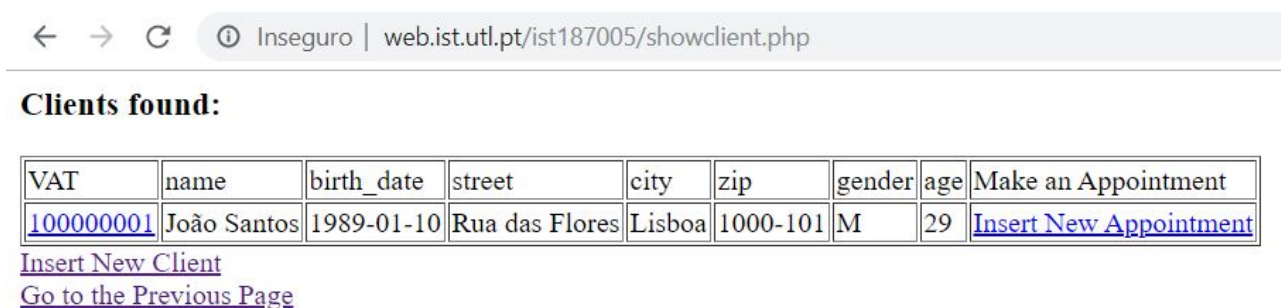 Inseguro | web.ist.utl.pt/ist187005/showclient.php
Clients found:
VAT name birth_date street city zip gender age Make an Appointment
100000001 João Santos 1989-01-10 Rua das Flores Lisboa 1000-101 M 29 Insert New Appointment
Insert New Client
Go to the Previous Page